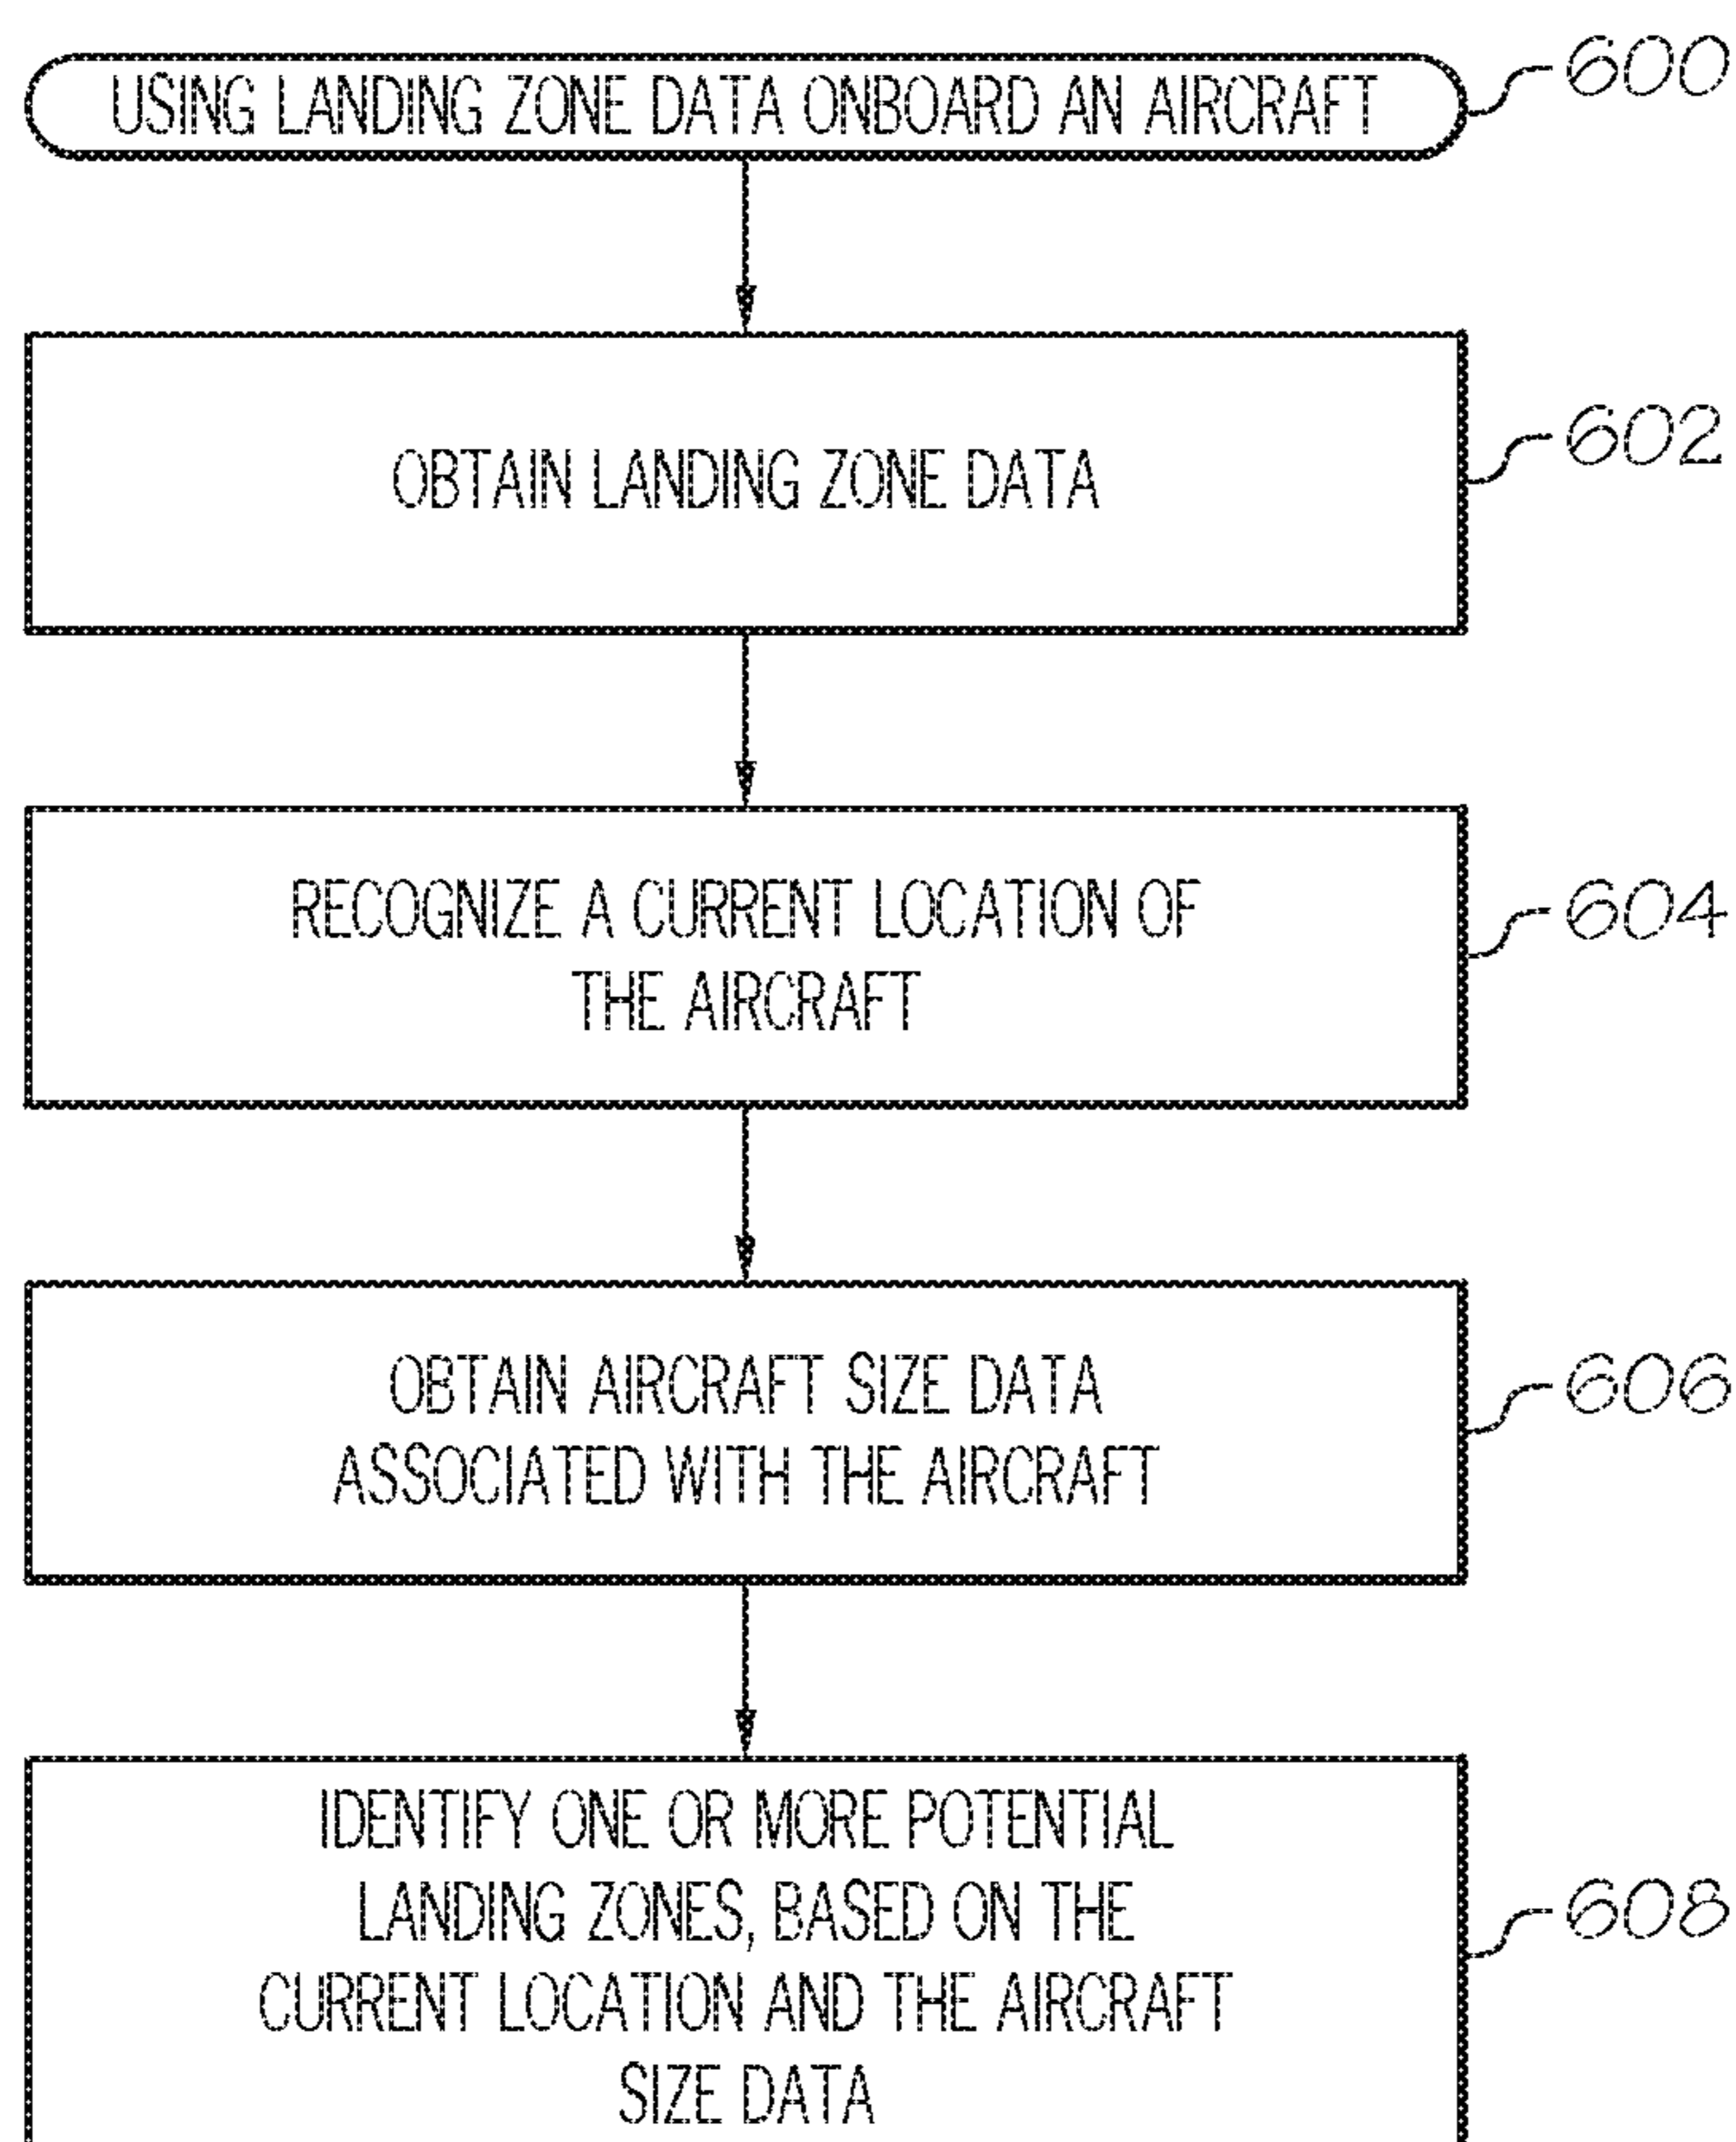 USING LANDING ZONE DATA ONBOARD AN AIRCRAFT
600
OBTAIN LANDING ZONE DATA
602
RECOGNIZE A CURRENT LOCATION OF
THE AIRCRAFT
604
OBTAIN AIRCRAFT SIZE DATA
ASSOCIATED WITH THE AIRCRAFT
606
IDENTIFY ONE OR MORE POTENTIAL
LANDING ZONES, BASED ON THE
CURRENT LOCATION AND THE AIRCRAFT
SIZE DATA
608